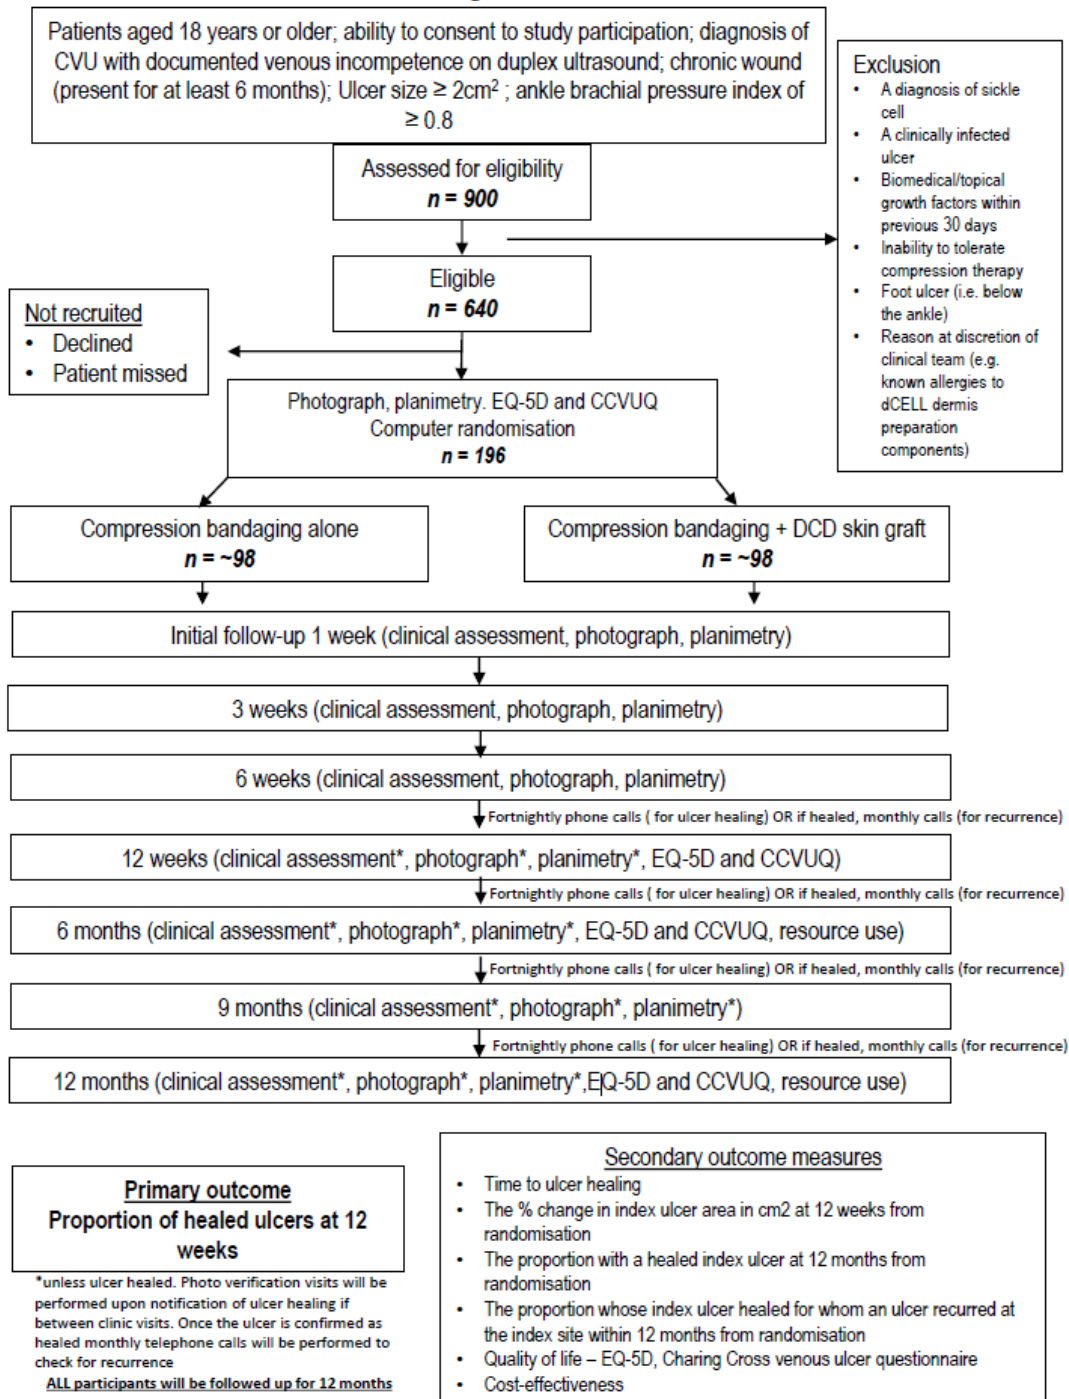 Patients aged 18 years or older; ability to consent to study participation; diagnosis of
CVU with documented venous incompetence on duplex ultrasound; chronic wound
(present for at least 6 months); Ulcer size ≥ 2cm² ; ankle brachial pressure index of
≥ 0.8
Assessed for eligibility
n = 900
Exclusion
• A diagnosis of sickle
cell
• A clinically infected
ulcer
• Biomedical/topical
growth factors within
previous 30 days
• Inability to tolerate
compression therapy
• Foot ulcer (i.e. below
the ankle)
• Reason at discretion of
clinical team (e.g.
known allergies to
dCELL dermis
preparation
components)
Eligible
n = 640
Not recruited
• Declined
• Patient missed
Photograph, planimetry. EQ-5D and CCVUQ
Computer randomisation
n = 196
Compression bandaging alone
n = ~98
Compression bandaging + DCD skin graft
n = ~98
Initial follow-up 1 week (clinical assessment, photograph, planimetry)
3 weeks (clinical assessment, photograph, planimetry)
6 weeks (clinical assessment, photograph, planimetry)
Fortnightly phone calls ( for ulcer healing) OR if healed, monthly calls (for recurrence)
12 weeks (clinical assessment*, photograph*, planimetry*, EQ-5D and CCVUQ)
Fortnightly phone calls ( for ulcer healing) OR if healed, monthly calls (for recurrence)
6 months (clinical assessment*, photograph*, planimetry*, EQ-5D and CCVUQ, resource use)
Fortnightly phone calls ( for ulcer healing) OR if healed, monthly calls (for recurrence)
9 months (clinical assessment*, photograph*, planimetry*)
Fortnightly phone calls ( for ulcer healing) OR if healed, monthly calls (for recurrence)
12 months (clinical assessment*, photograph*, planimetry*,EQ-5D and CCVUQ, resource use)
Primary outcome
Proportion of healed ulcers at 12
weeks
*unless ulcer healed. Photo verification visits will be
performed upon notification of ulcer healing if
between clinic visits. Once the ulcer is confirmed as
healed monthly telephone calls will be performed to
check for recurrence
ALL participants will be followed up for 12 months
Secondary outcome measures
• Time to ulcer healing
• The % change in index ulcer area in cm2 at 12 weeks from
randomisation
• The proportion with a healed index ulcer at 12 months from
randomisation
• The proportion whose index ulcer healed for whom an ulcer recurred at
the index site within 12 months from randomisation
• Quality of life – EQ-5D, Charing Cross venous ulcer questionnaire
• Cost-effectiveness